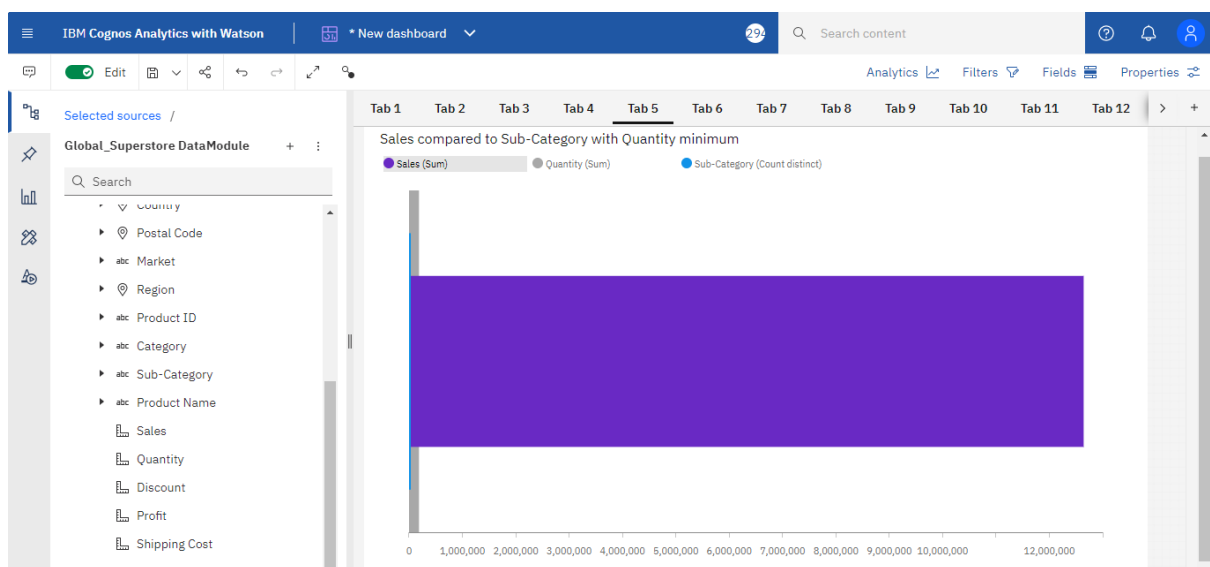 IBM Cognos Analytics with Watson
* New dashboard
294
Search content
Edit
Analytics
Filters
Fields
Properties
Selected sources /
Global_Superstore DataModule
Search
Country
Postal Code
abc Market
Region
abc Product ID
abc Category
abc Sub-Category
abc Product Name
Sales
Quantity
Discount
Profit
Shipping Cost
Tab 1 Tab 2 Tab 3 Tab 4 Tab 5 Tab 6 Tab 7 Tab 8 Tab 9 Tab 10 Tab 11 Tab 12
Sales compared to Sub-Category with Quantity minimum
Sales (Sum) Quantity (Sum) Sub-Category (Count distinct)
0 1,000,000 2,000,000 3,000,000 4,000,000 5,000,000 6,000,000 7,000,000 8,000,000 9,000,000 10,000,000 12,000,000